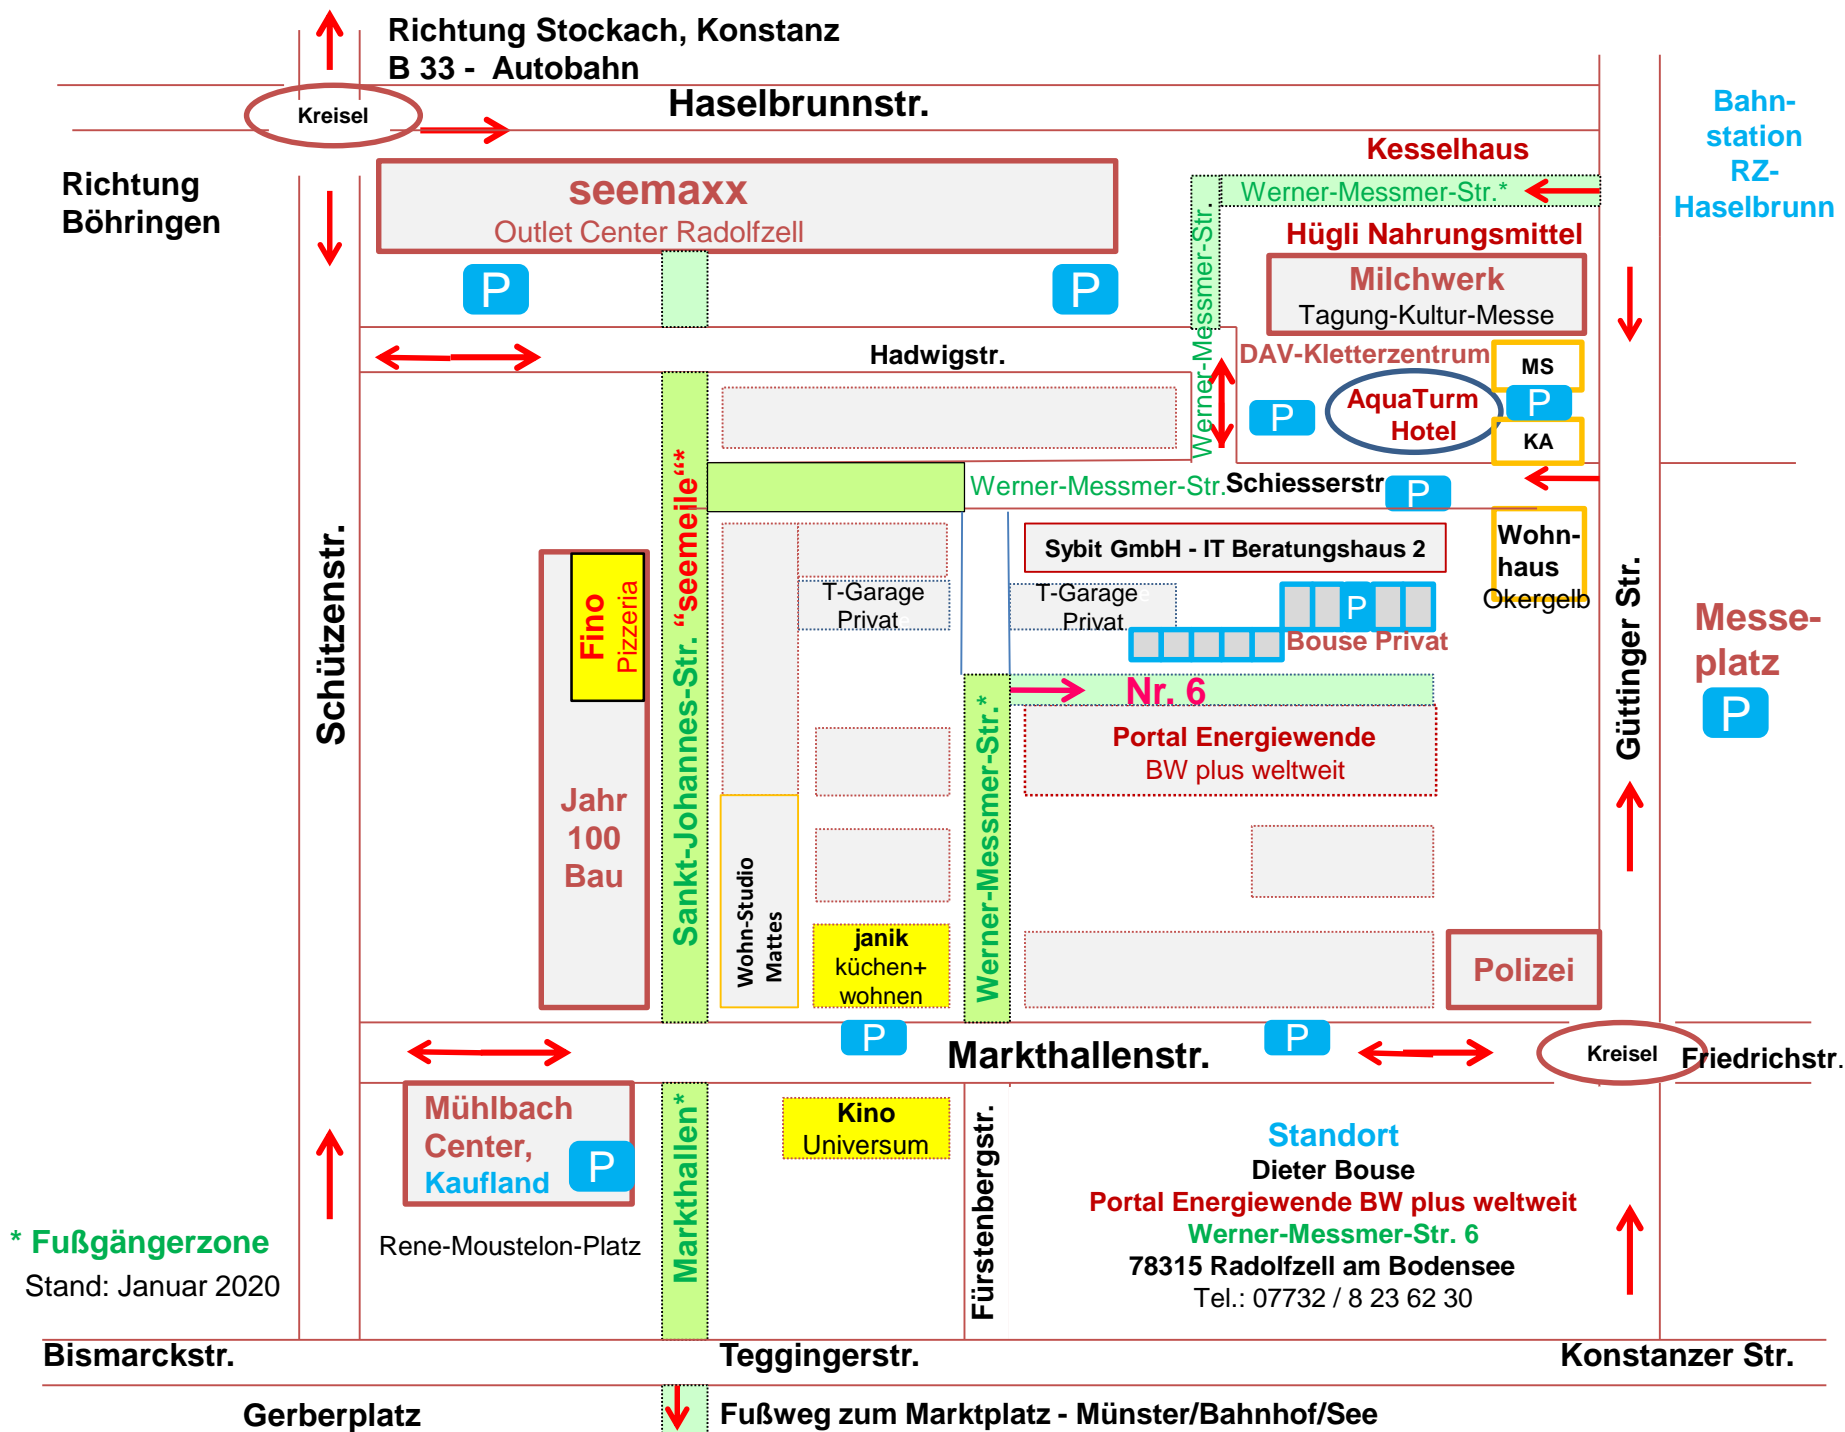 Richtung Stockach, Konstanz
B 33 - Autobahn
Kreisel
Haselbrunnstr.
Bahn-
station
RZ-
Haselbrunn
Richtung
Böhringen
seemaxx
Outlet Center Radolfzell
Kesselhaus
Werner-Messmer-Str.*
Werner-Messmer-Str.
Hügli Nahrungsmittel
Milchwerk
Tagung-Kultur-Messe
P
P
Hadwigstr.
Werner-Messmer-Str.
DAV-Kletterzentrum
MS
P
AquaTurm
Hotel
P
KA
Werner-Messmer-Str.
Schiesserstr
P
Schützenstr.
Sankt-Johannes-Str. "seemeile"*
Fino
Pizzeria
Jahr
100
Bau
T-Garage
Privat
Sybit GmbH - IT Beratungshaus 2
T-Garage
Privat
P
Bouse Privat
Wohn-
haus
Okergelb
Güttinger Str.
Messe-
platz
P
Nr. 6
Portal Energiewende
BW plus weltweit
Werner-Messmer-Str.*
Wohn-Studio
Mattes
janik
küchen+
wohnen
Polizei
P
P
Markthallenstr.
Kreisel
Friedrichstr.
Mühlbach
Center,
Kaufland
P
Markthallen*
Kino
Universum
Fürstenbergstr.
Standort
Dieter Bouse
Portal Energiewende BW plus weltweit
Werner-Messmer-Str. 6
78315 Radolfzell am Bodensee
Tel.: 07732 / 8 23 62 30
* Fußgängerzone
Stand: Januar 2020
Rene-Moustelon-Platz
Bismarckstr.
Teggingerstr.
Konstanzer Str.
Gerberplatz
Fußweg zum Marktplatz - Münster/Bahnhof/See